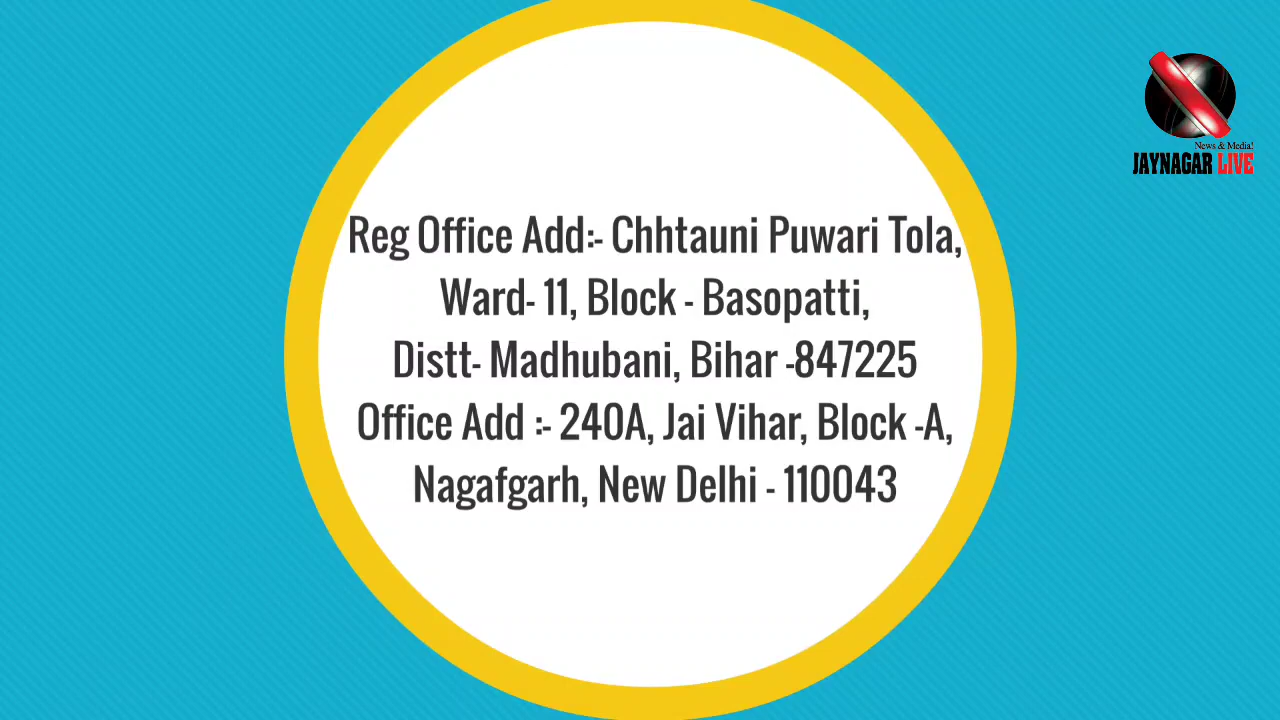 News & Media!
JAYNAGAR LIVE
Reg Office Add:- Chhtauni Puwari Tola,
Ward- 11, Block - Basopatti,
Distt- Madhubani, Bihar -847225
Office Add :- 240A, Jai Vihar, Block -A,
Nagafgarh, New Delhi - 110043